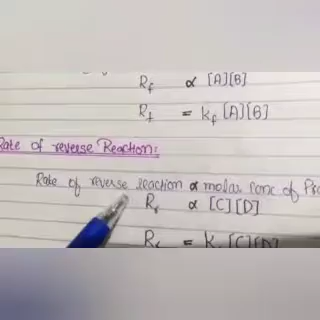 Rf ∝ [A][B]
Rf = kf [A][B]
Rate of reverse Reaction:
Rate of reverse reaction ∝ molar conc of
Rr ∝ [C][D]
= K [C][D]